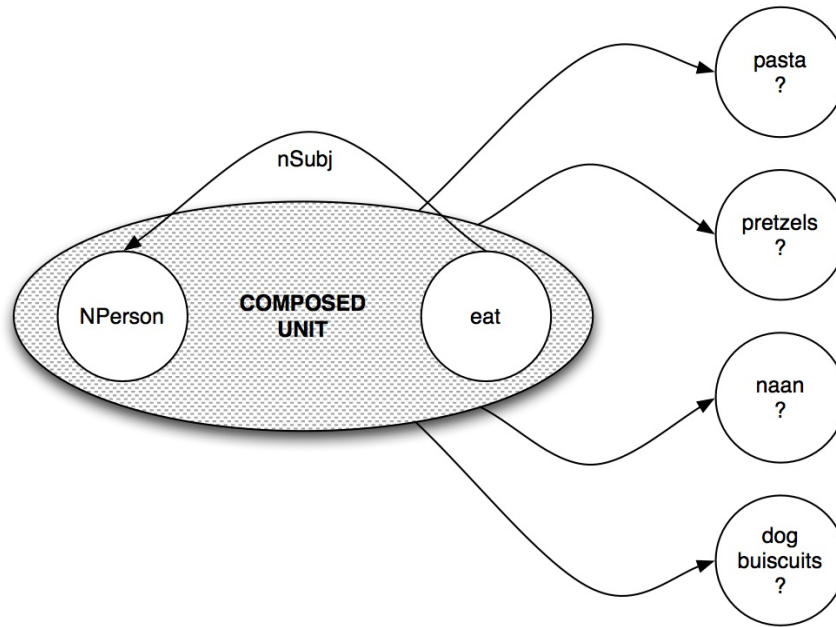 pasta
?
nSubj
pretzels
?
NPerson
COMPOSED
UNIT
eat
naan
?
dog
buiscuits
?